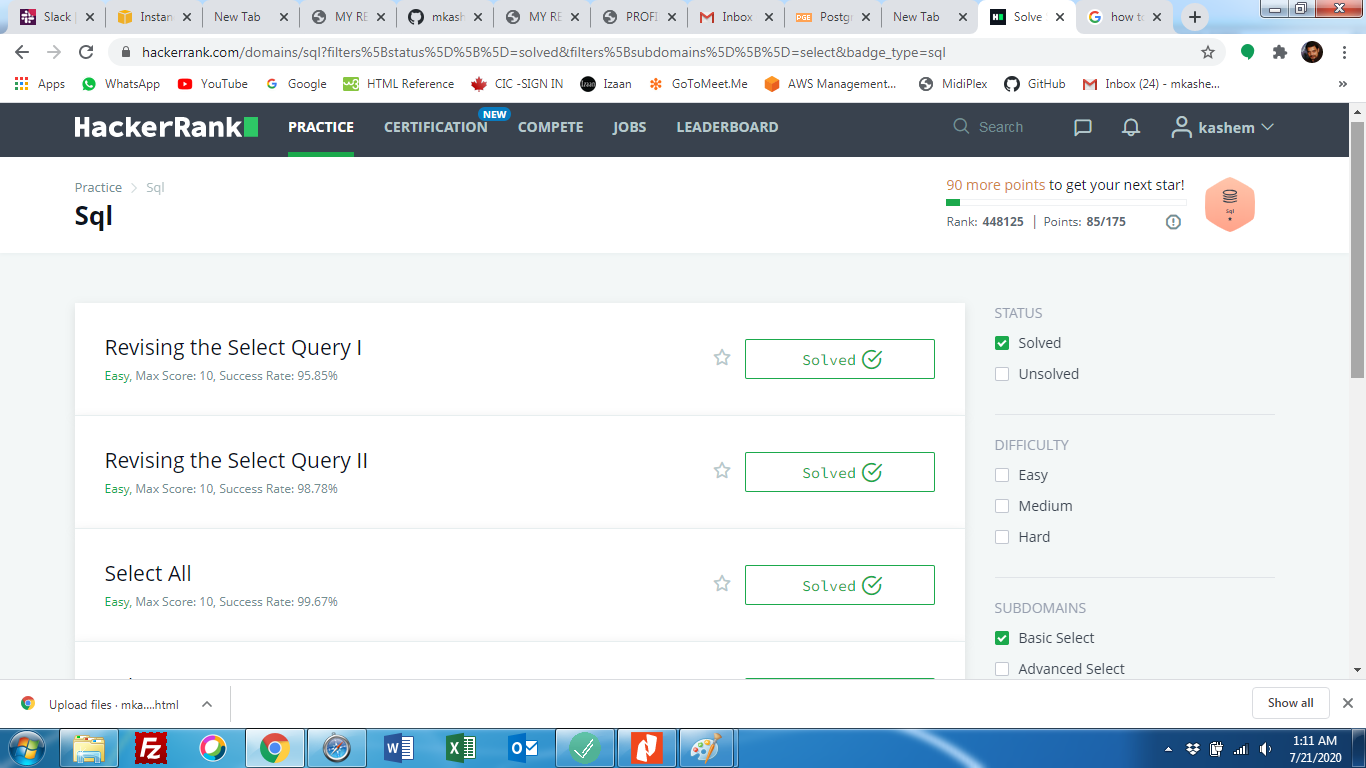 Slack
Instan
New Tab
MY RE
mkash
MY RE
PROFI
Inbox
Postgr
New Tab
Solve
how to
hackerrank.com/domains/sql?filters%5Bstatus%5D%5B%5D=solved&filters%5Bsubdomains%5D%5B%5D=select&badge_type=sql
Apps WhatsApp YouTube Google HTML Reference CIC -SIGN IN Izaan GoToMeet.Me AWS Management... MidiPlex GitHub Inbox (24) - mkashe...
NEW
HackerRank PRACTICE CERTIFICATION COMPETE JOBS LEADERBOARD Search kashem
Practice Sql
Sql
90 more points to get your next star!
Rank: 448125 | Points: 85/175
Sql
Revising the Select Query I
Easy, Max Score: 10, Success Rate: 95.85%
Solved
Revising the Select Query II
Easy, Max Score: 10, Success Rate: 98.78%
Solved
Select All
Easy, Max Score: 10, Success Rate: 99.67%
Solved
STATUS
Solved
Unsolved
DIFFICULTY
Easy
Medium
Hard
SUBDOMAINS
Basic Select
Advanced Select
Upload files · mka....html
Show all
1:11 AM
7/21/2020